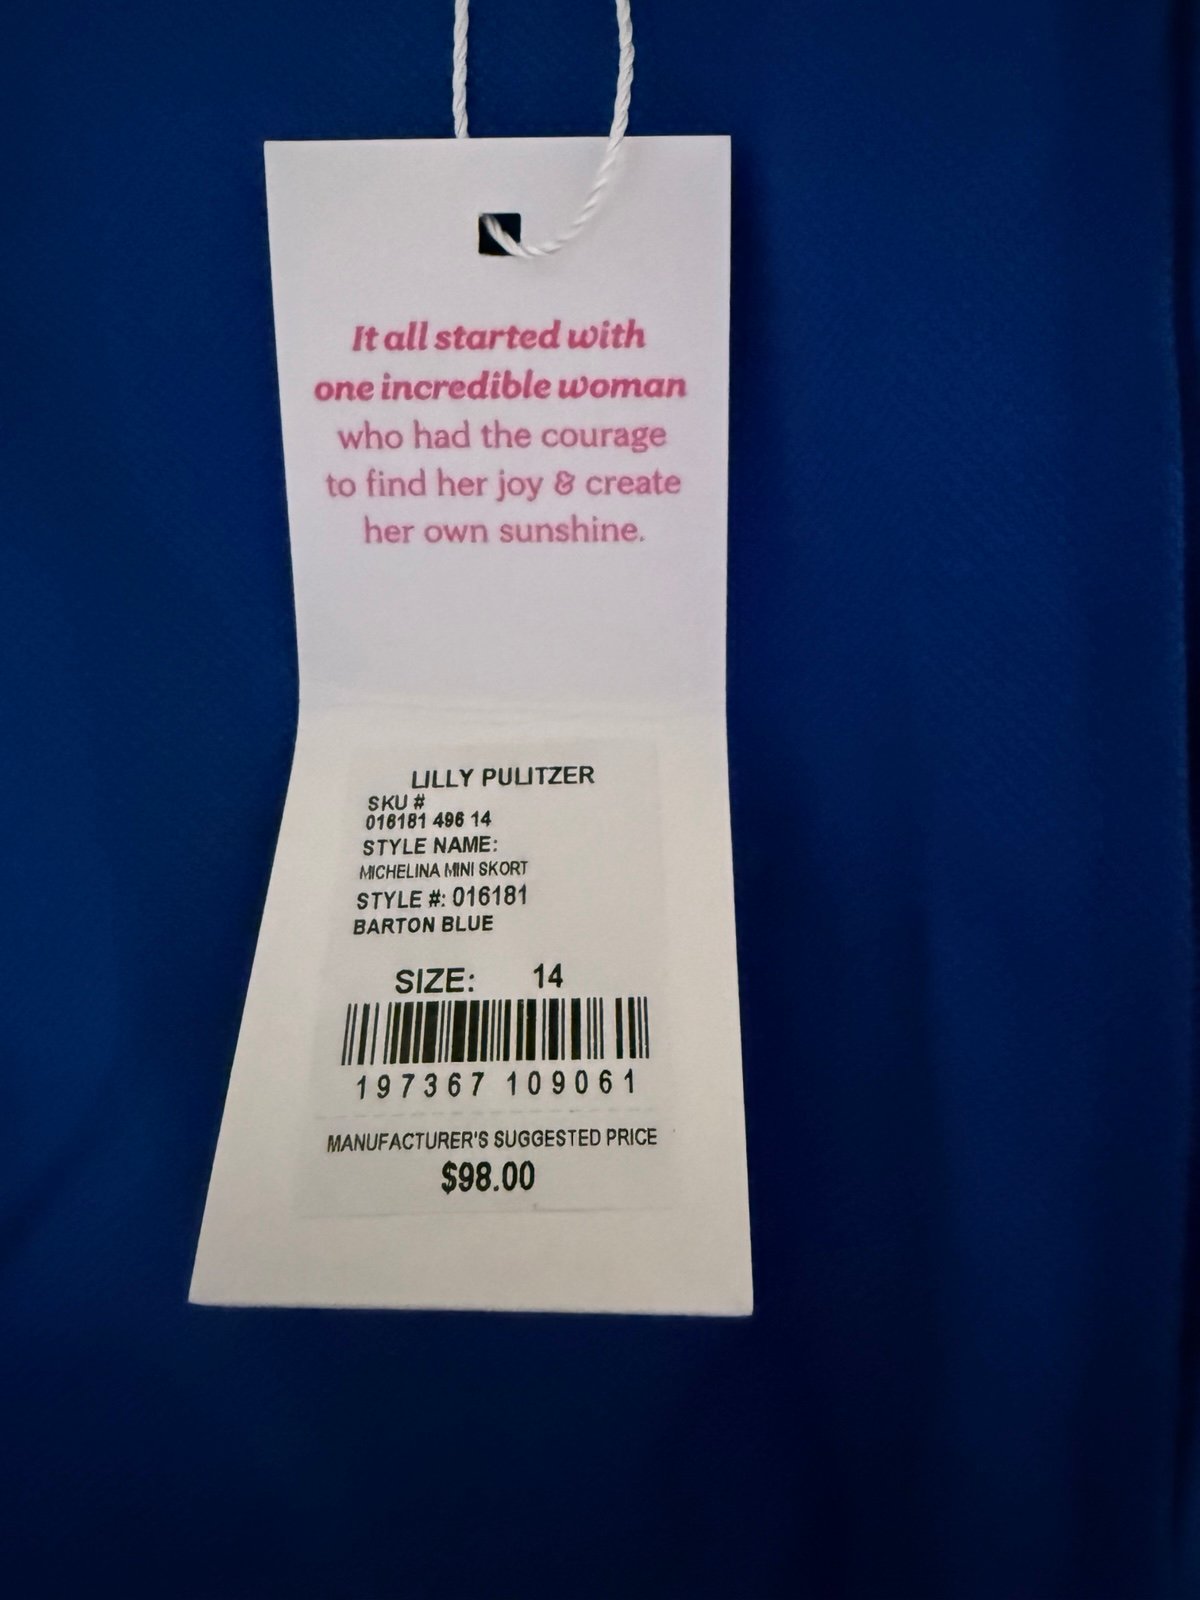 It all started with
one incredible woman
who had the courage
to find her joy & create
her own sunshine.
LILLY PULITZER
SKU #
016181 496 14
STYLE NAME:
MICHELINA MINI SKORT
STYLE #: 016181
BARTON BLUE
SIZE: 14
197367 109061
MANUFACTURER'S SUGGESTED PRICE
$98.00